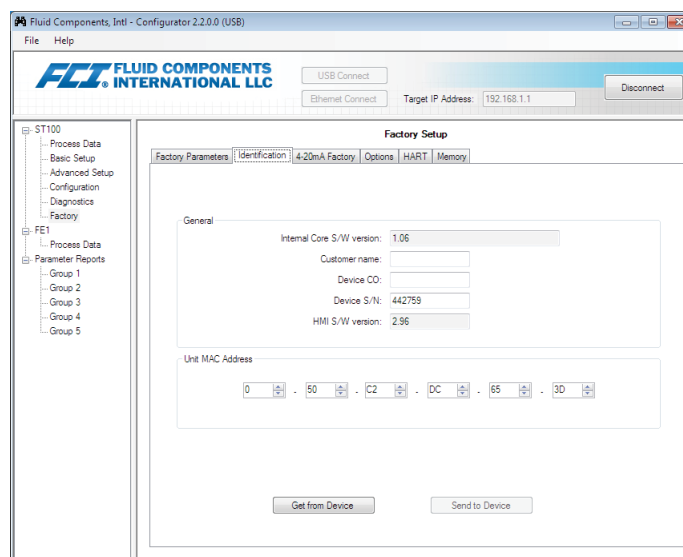 Fluid Components, Intl - Configurator 2.2.0.0 (USB)
File Help
FCI. FLUID COMPONENTS
INTERNATIONAL LLC
USB Connect
Ethernet Connect
Target IP Address: 192.168.1.1
Disconnect
ST100
Process Data
Basic Setup
Advanced Setup
Configuration
Diagnostics
Factory
FE1
Process Data
Parameter Reports
Group 1
Group 2
Group 3
Group 4
Group 5
Factory Setup
Factory Parameters Identification 4-20mA Factory Options HART Memory
General
Internal Core S/W version: 1.06
Customer name:
Device CO:
Device S/N: 442759
HMI S/W version: 2.96
Unit MAC Address
0 - 50 - C2 - DC - 65 - 3D
Get from Device Send to Device